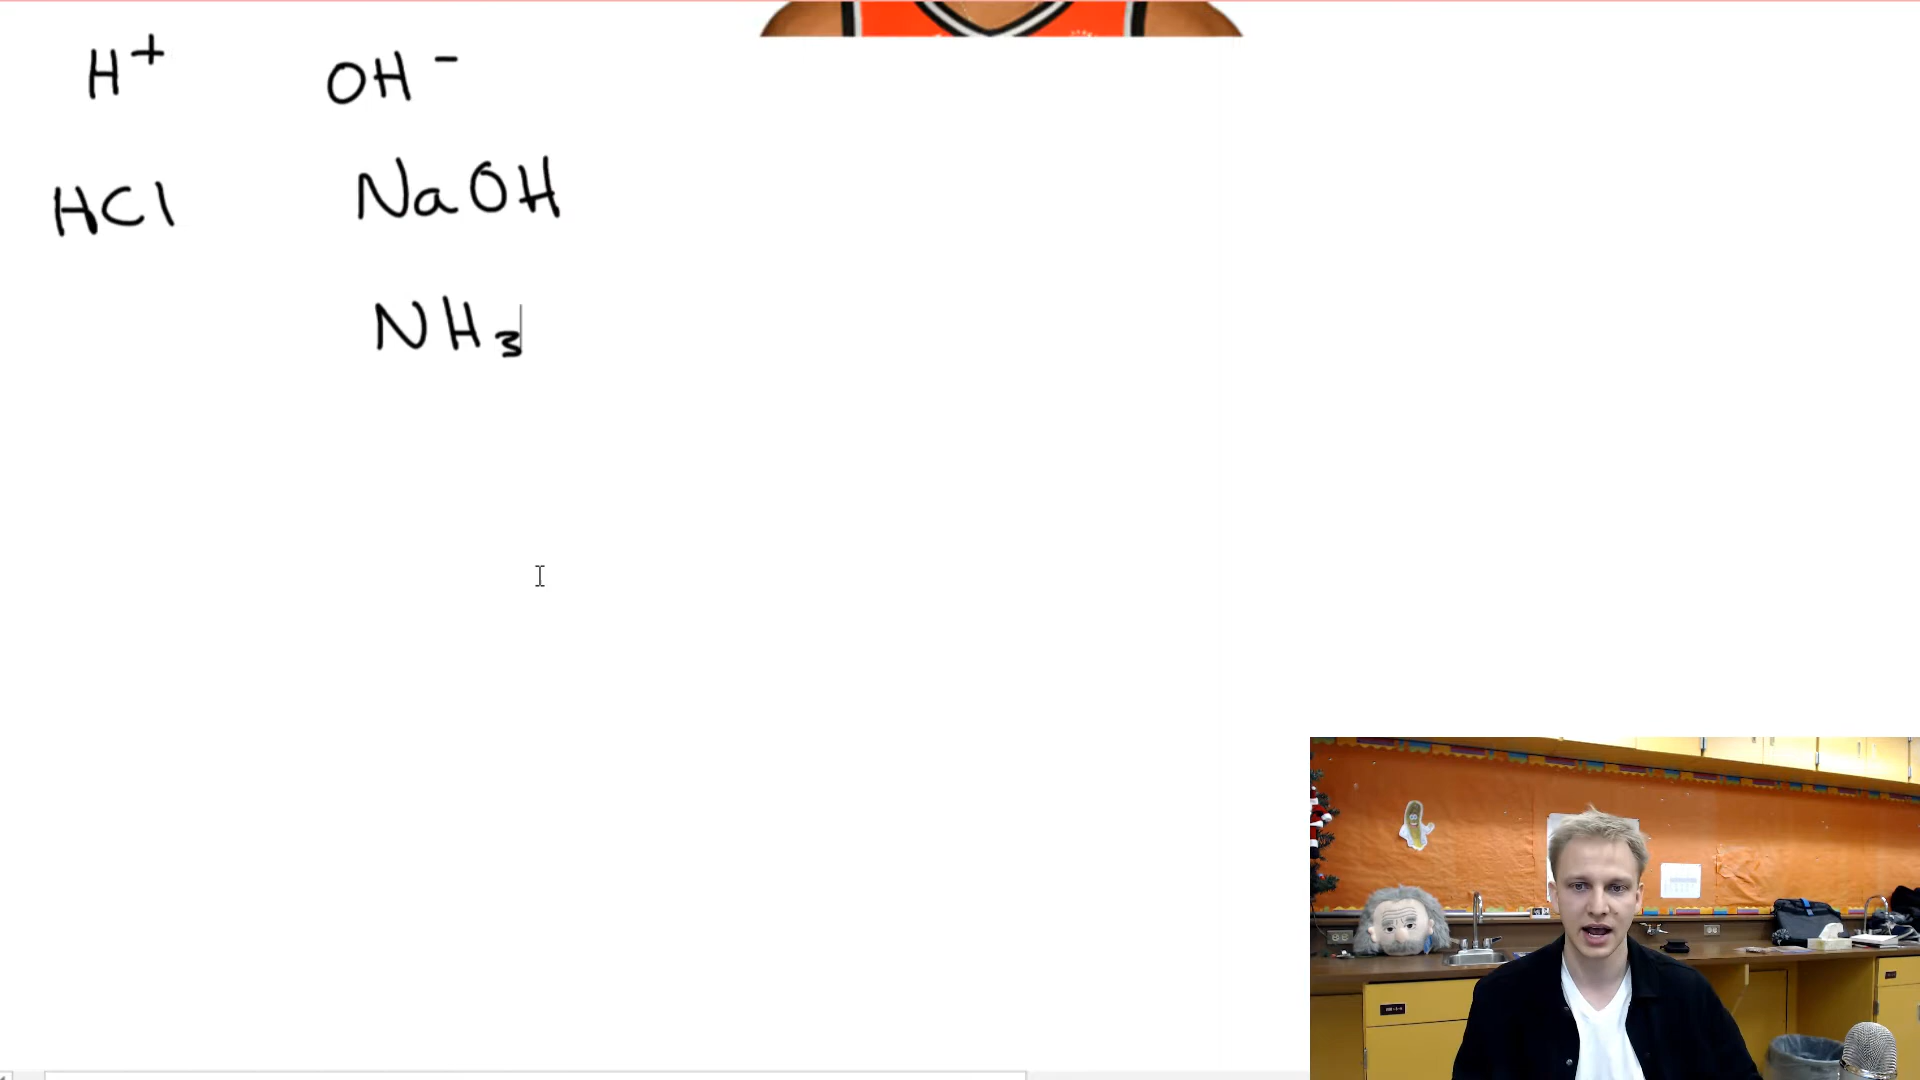 H⁺ OH⁻
HCl NaOH
NH₃